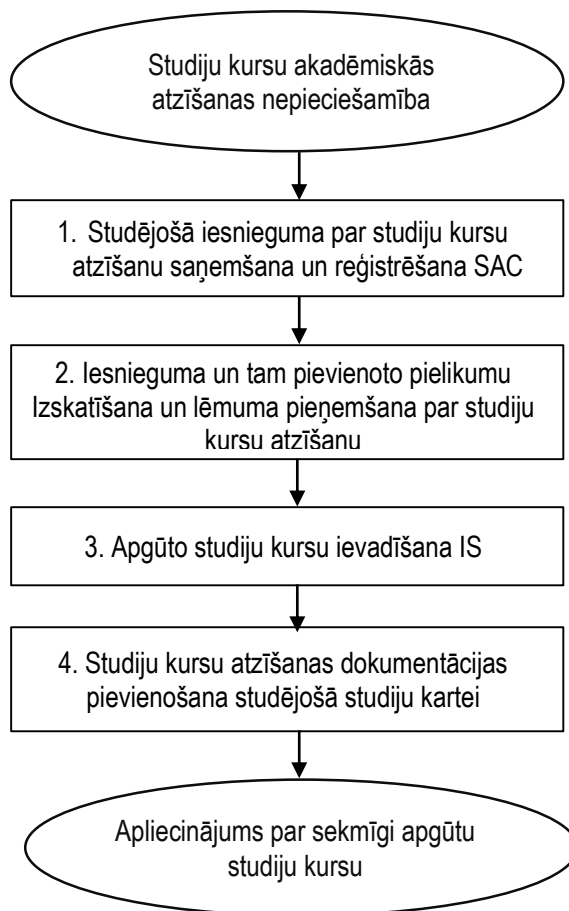 Studiju kursu akadēmiskās
atzīšanas nepieciešamība
1. Studējošā iesnieguma par studiju kursu
atzīšanu saņemšana un reģistrēšana SAC
2. Iesnieguma un tam pievienoto pielikumu
Izskatīšana un lēmuma pieņemšana par studiju
kursu atzīšanu
3. Apgūto studiju kursu ievadīšana IS
4. Studiju kursu atzīšanas dokumentācijas
pievienošana studējošā studiju kartei
Apliecinājums par sekmīgi apgūtu
studiju kursu